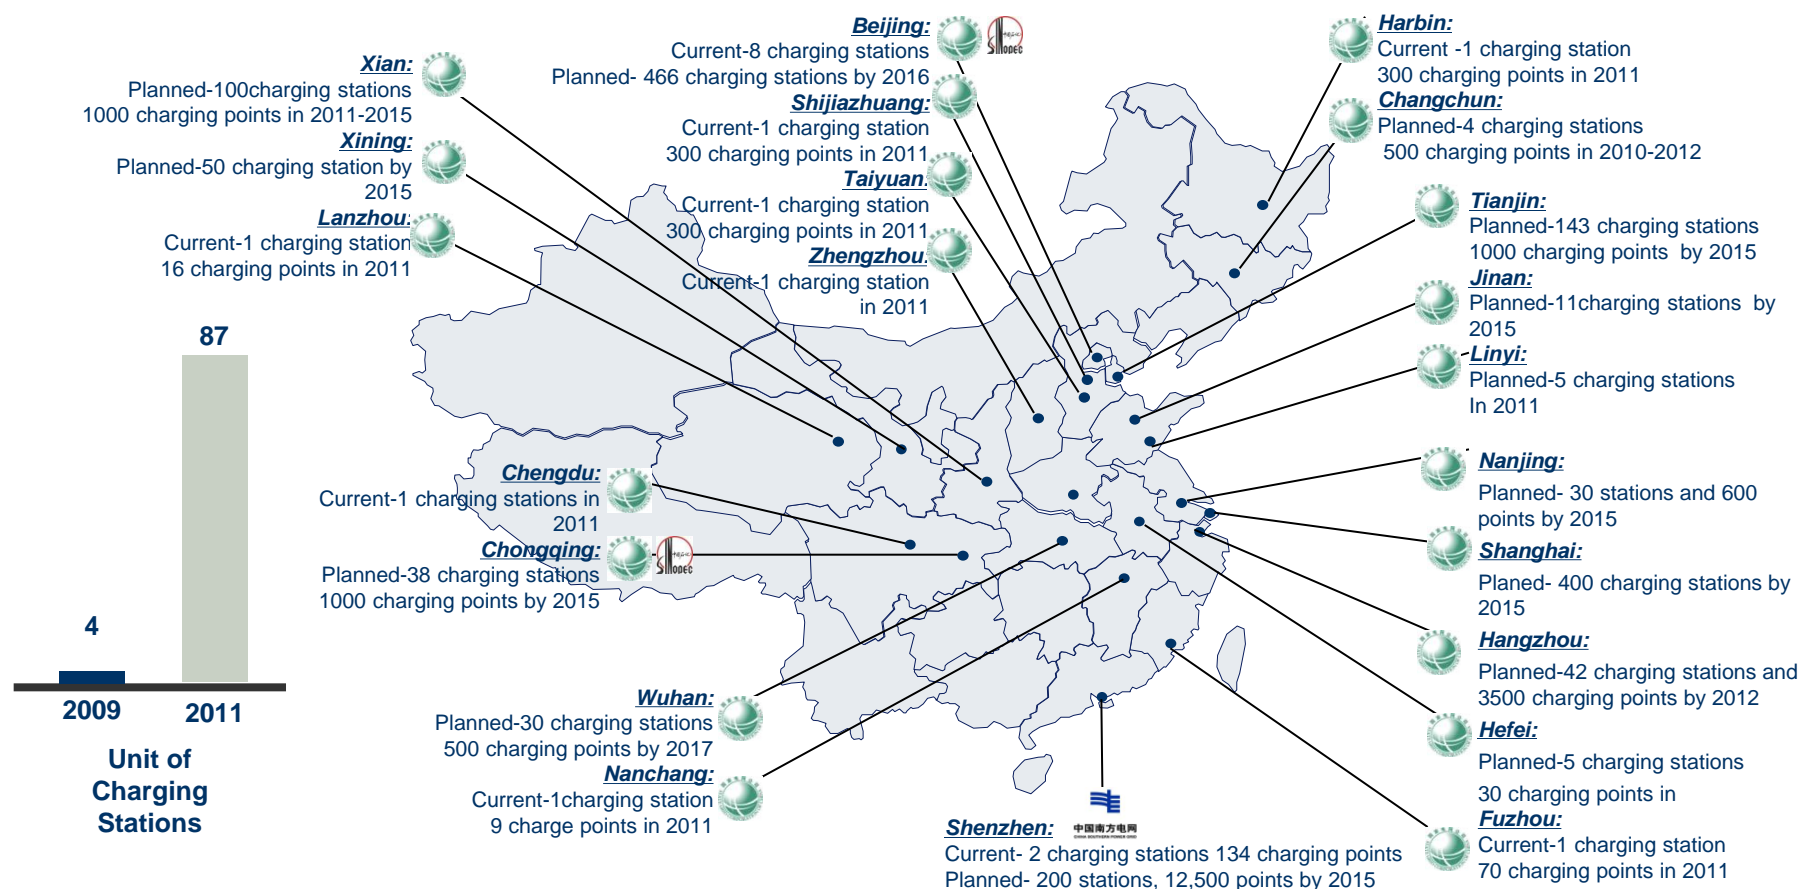 Xian:
Planned-100charging stations
1000 charging points in 2011-2015
Xining:
Planned-50 charging station by
2015
Lanzhou:
Current-1 charging station
16 charging points in 2011
Beijing:
Current-8 charging stations
Planned- 466 charging stations by 2016
Shijiazhuang:
Current-1 charging station
300 charging points in 2011
Taiyuan:
Current-1 charging station
300 charging points in 2011
Zhengzhou:
Current-1 charging station
in 2011
Harbin:
Current -1 charging station
300 charging points in 2011
Changchun:
Planned-4 charging stations
500 charging points in 2010-2012
Tianjin:
Planned-143 charging stations
1000 charging points by 2015
Jinan:
Planned-11charging stations by
2015
Linyi:
Planned-5 charging stations
In 2011
87
4
2009
2011
Unit of
Charging
Stations
Chengdu:
Current-1 charging stations in
2011
Chongqing:
SINOPEC
Planned-38 charging stations
1000 charging points by 2015
Wuhan:
Planned-30 charging stations
500 charging points by 2017
Nanchang:
Current-1charging station
9 charge points in 2011
Nanjing:
Planned- 30 stations and 600
points by 2015
Shanghai:
Planed- 400 charging stations by
2015
Hangzhou:
Planned-42 charging stations and
3500 charging points by 2012
Hefei:
Planned-5 charging stations
30 charging points in
Fuzhou:
Current-1 charging station
70 charging points in 2011
中国南方电网
CHINA SOUTHERN POWER GRID
Shenzhen:
Current- 2 charging stations 134 charging points
Planned- 200 stations, 12,500 points by 2015